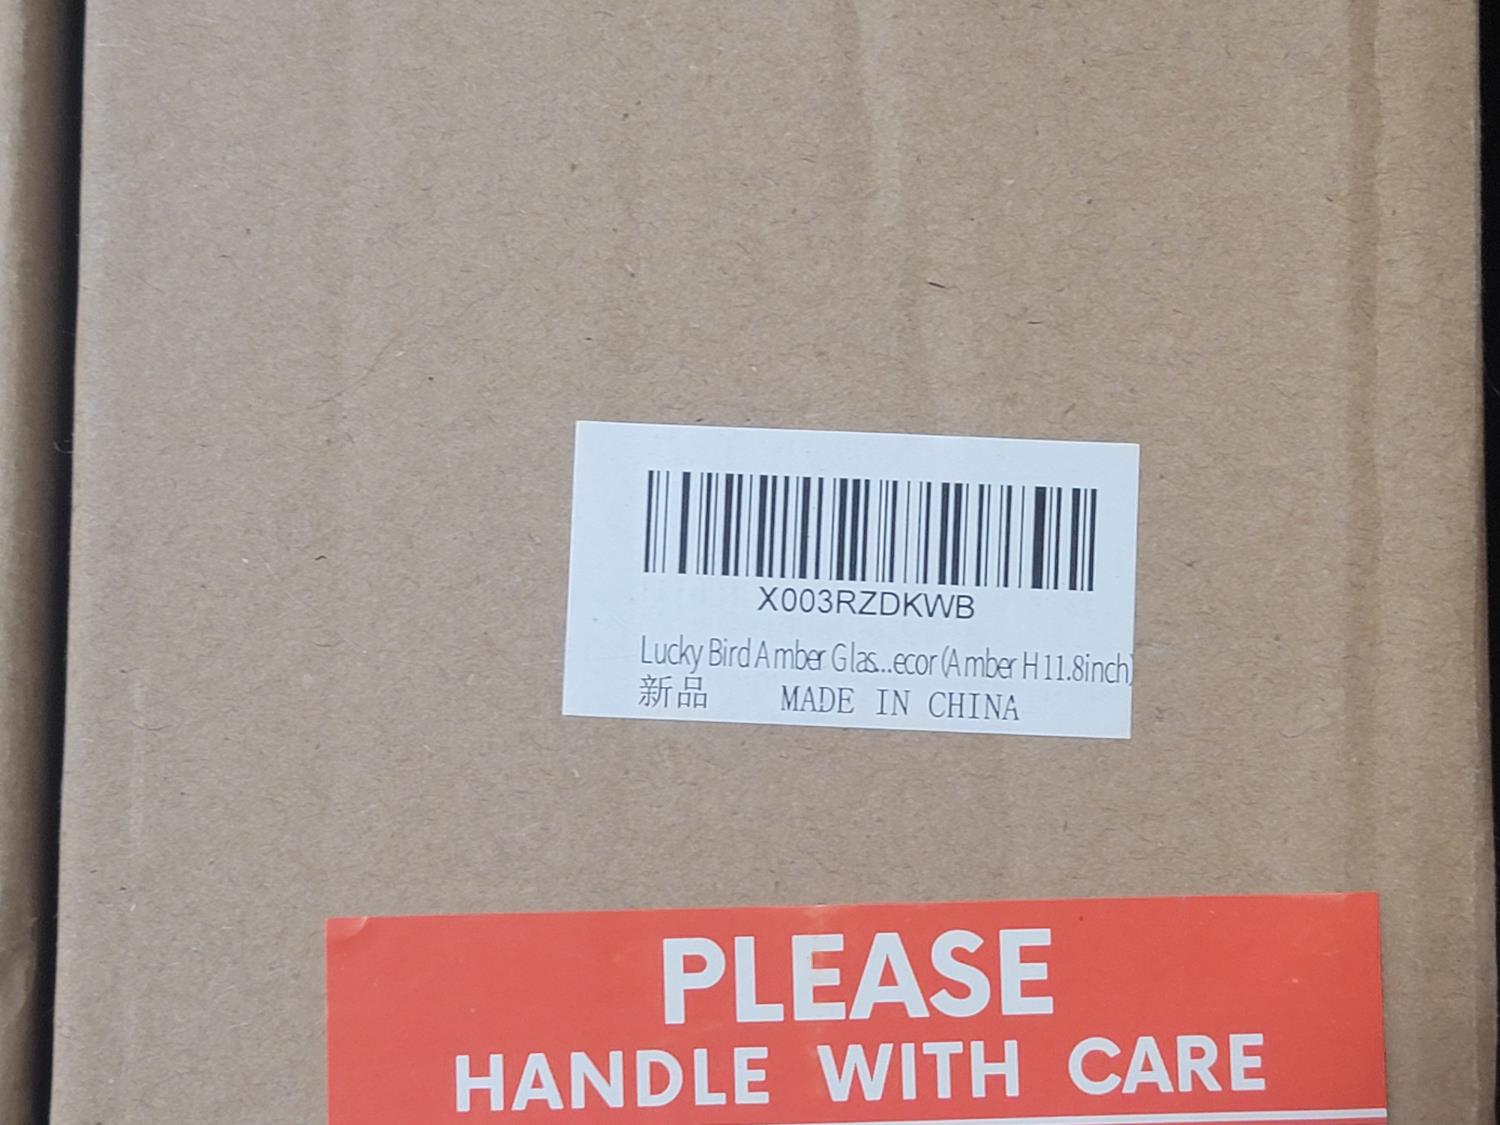 X003RZDKWB
Lucky Bird Amber Glas...ecor (Amber H11.8inch)
新品 MADE IN CHINA
PLEASE
HANDLE WITH CARE